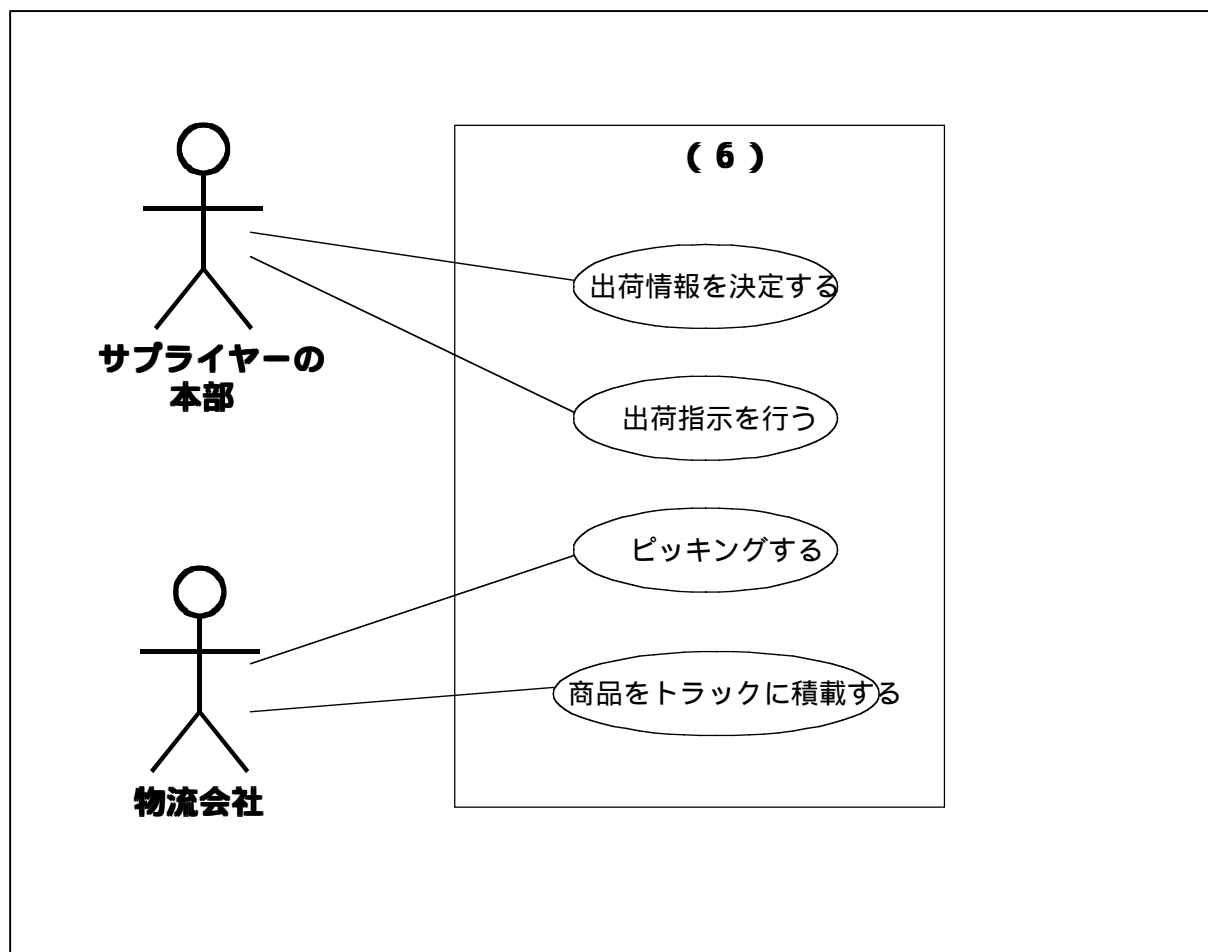 （６）
出荷情報を決定する
サプライヤーの
本部
出荷指示を行う
ピッキングする
商品をトラックに積載する
物流会社